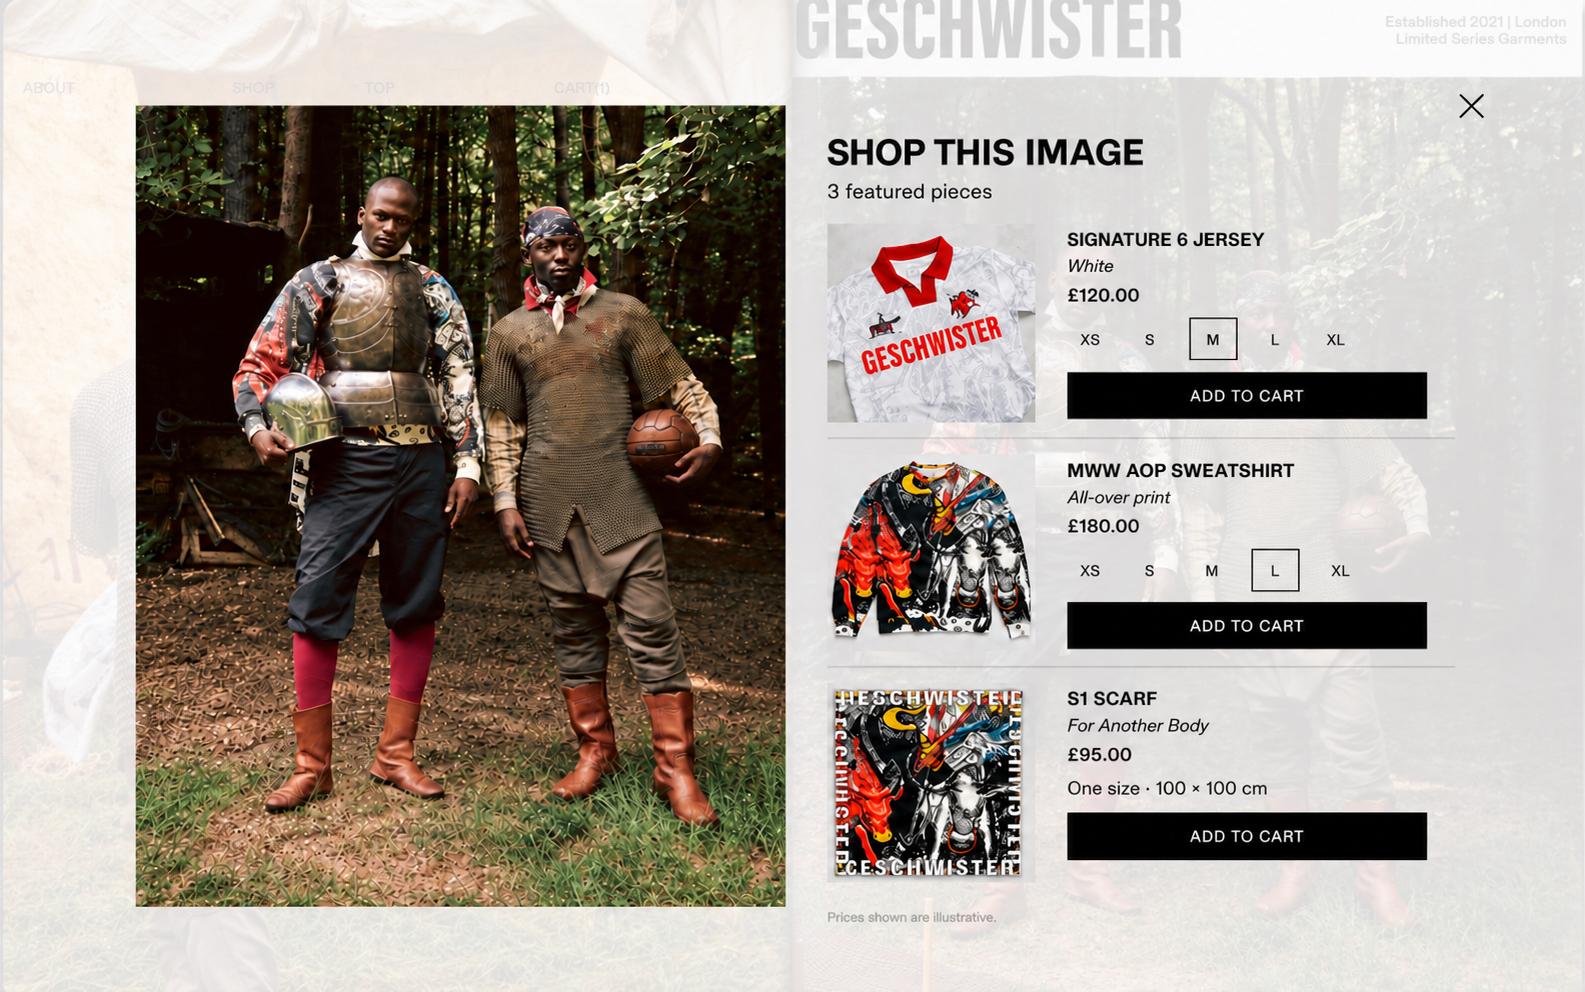 GESCHWISTER
Established 2021 | London
Limited Series Garments
ABOUT
SHOP
TOP
CART(1)
SHOP THIS IMAGE
3 featured pieces
GESCHWISTER
SIGNATURE 6 JERSEY
White
£120.00
XS S M L XL
ADD TO CART
MWW AOP SWEATSHIRT
All-over print
£180.00
XS S M L XL
ADD TO CART
S1 SCARF
For Another Body
£95.00
One size · 100 × 100 cm
ADD TO CART
Prices shown are illustrative.